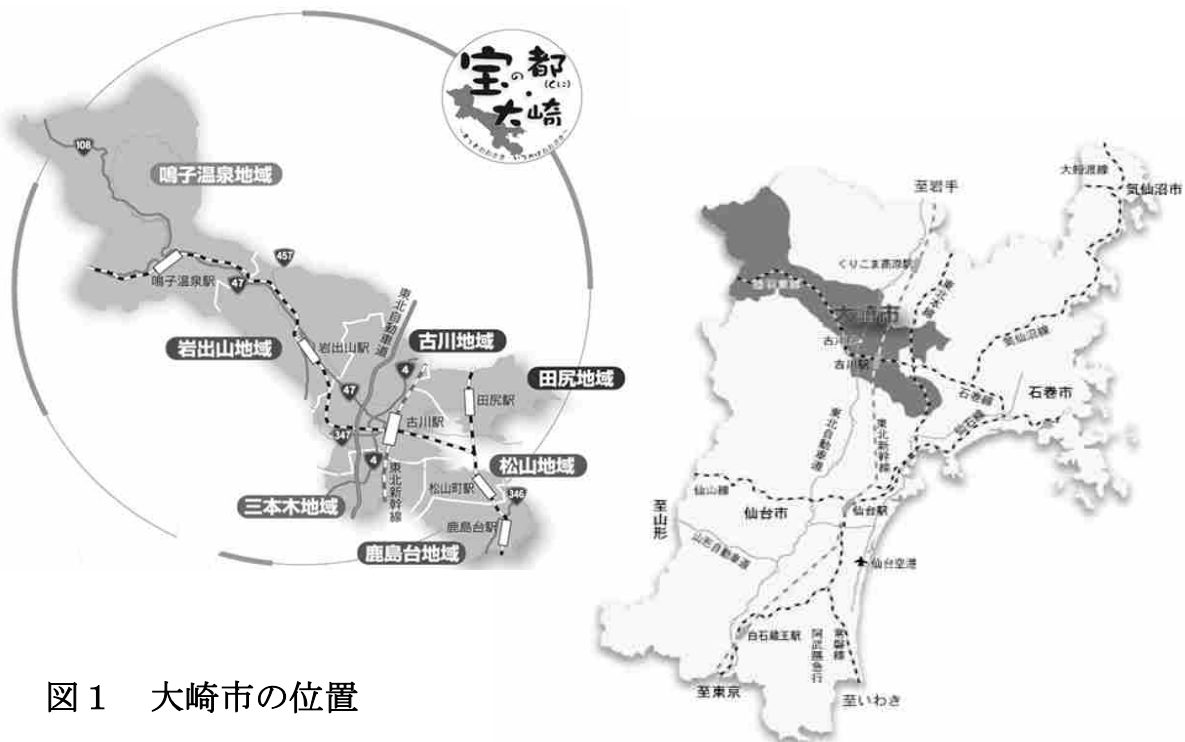 宝の都
(くに)
・大崎
108
鳴子温泉地域
鳴子温泉駅
457
47
岩出山地域
岩出山駅
東北自動車道
古川地域
4
47
田尻地域
田尻駅
古川駅
347
4
東北新幹線
松山地域
松山町駅
346
三本木地域
鹿島台駅
鹿島台地域
至岩手
大船渡線
気仙沼市
くりこま高原駅
陸羽東線
東北本線
大崎市
気仙沼線
古川IC
古川駅
石巻線
石巻市
仙石線
東北自動車道
東北新幹線
仙山線
至山形
仙台市
仙台駅
山形自動車道
仙台空港
白石蔵王駅
阿武隈急行
常磐線
至東京
至いわき
図1 大崎市の位置